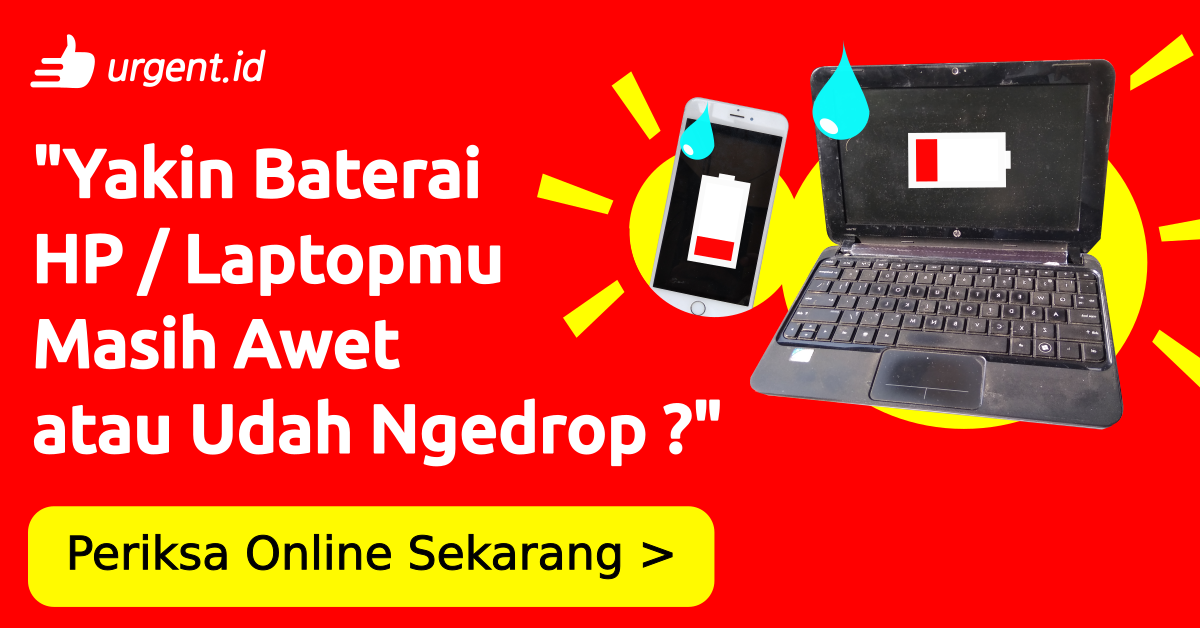 urgent.id
"Yakin Baterai
HP / Laptopmu
Masih Awet
atau Udah Ngedrop ?"
Periksa Online Sekarang >